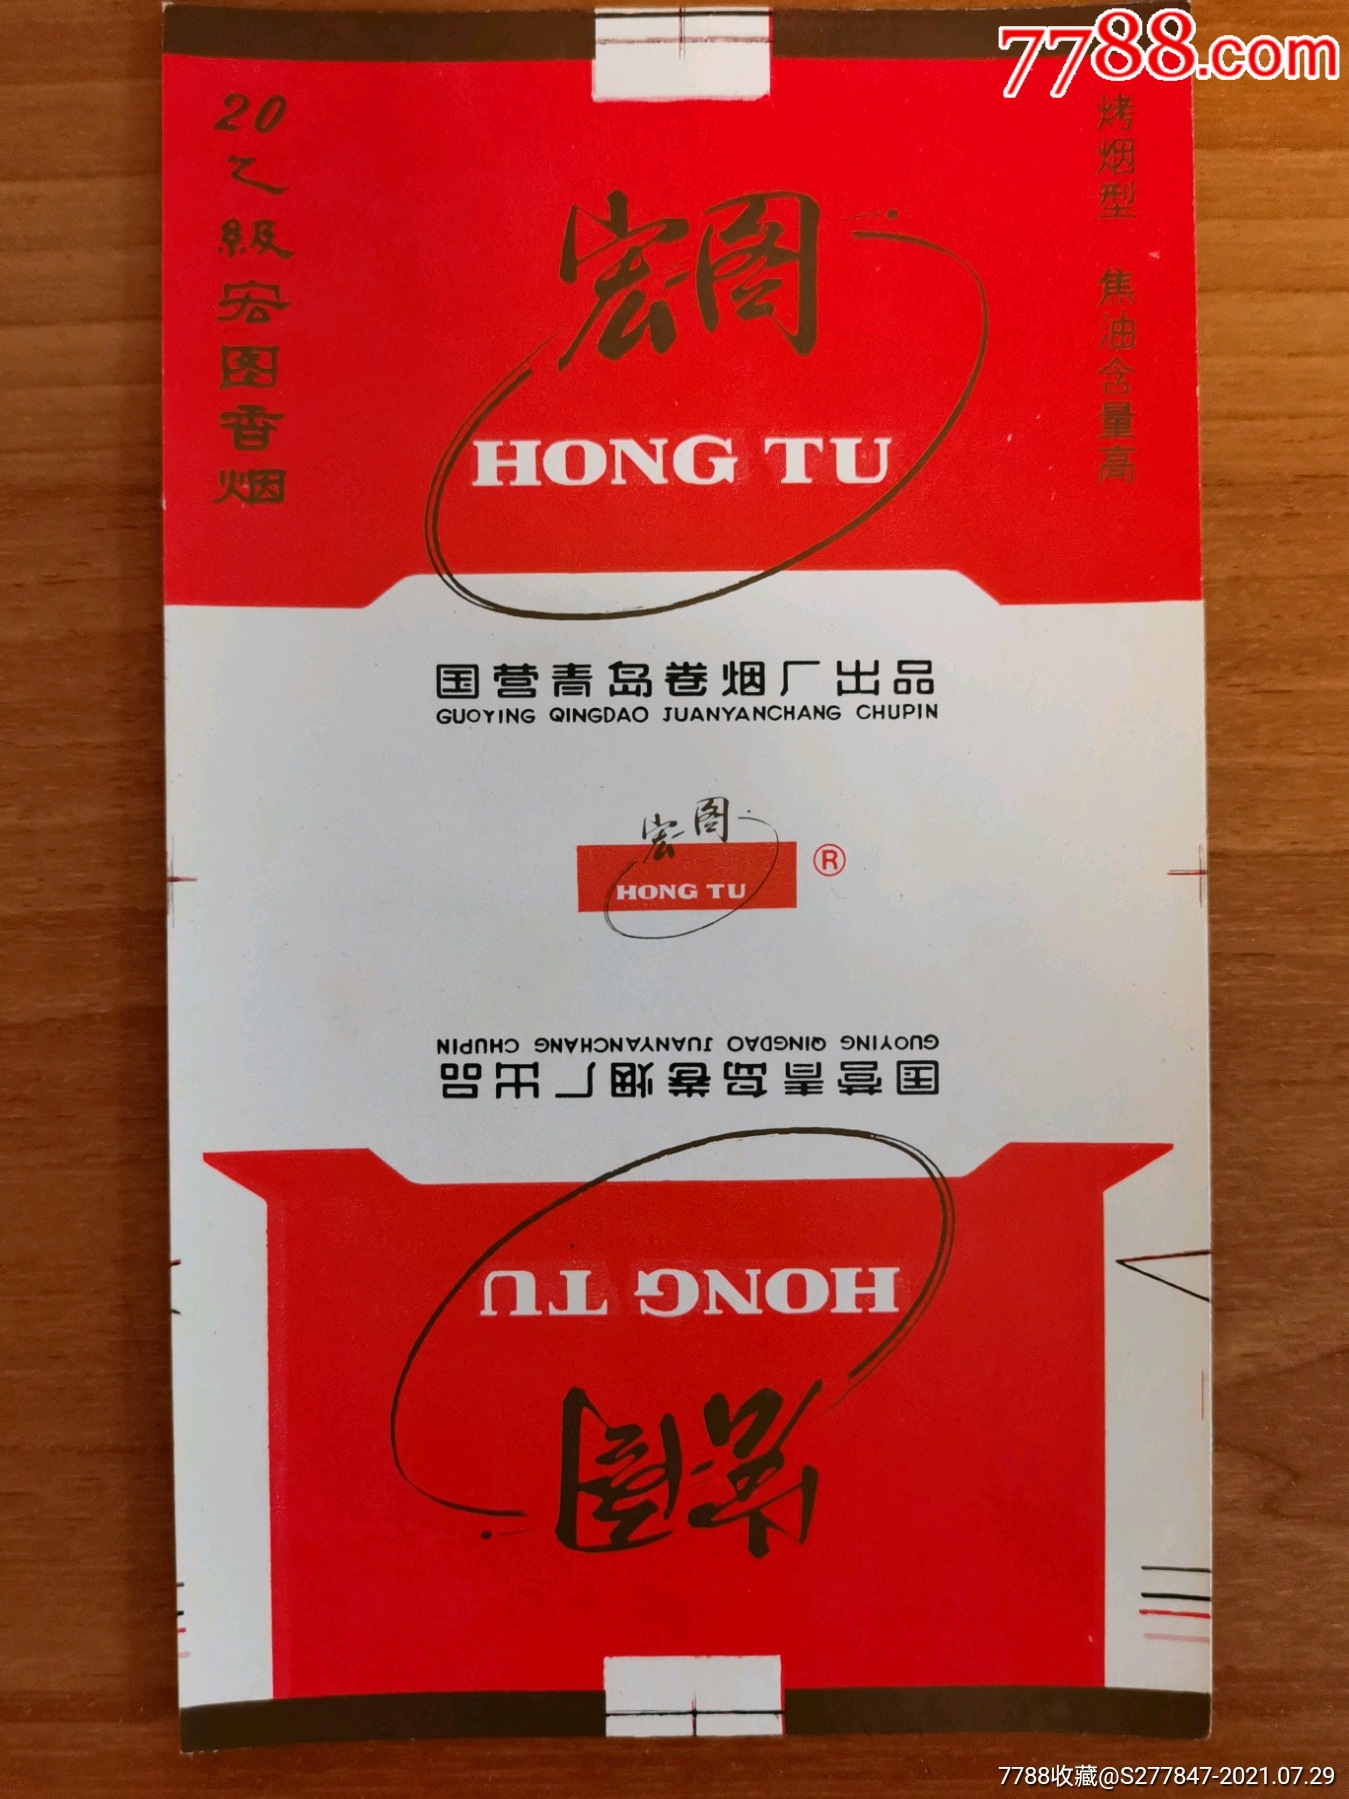 7788.com
20乙级宏图香烟
烤烟型 焦油含量高
宏图
HONG TU
国营青岛卷烟厂出品
GUOYING QINGDAO JUANYANCHANG CHUPIN
宏图
HONG TU
®
GUOYING QINGDAO JUANYANCHANG CHUPIN
国营青岛卷烟厂出品
HONG TU
宏图
7788收藏@S277847-2021.07.29